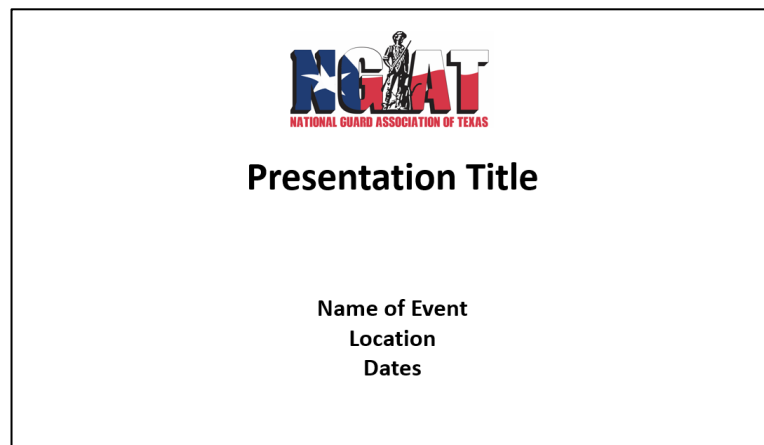 NGAT
NATIONAL GUARD ASSOCIATION OF TEXAS
Presentation Title
Name of Event
Location
Dates